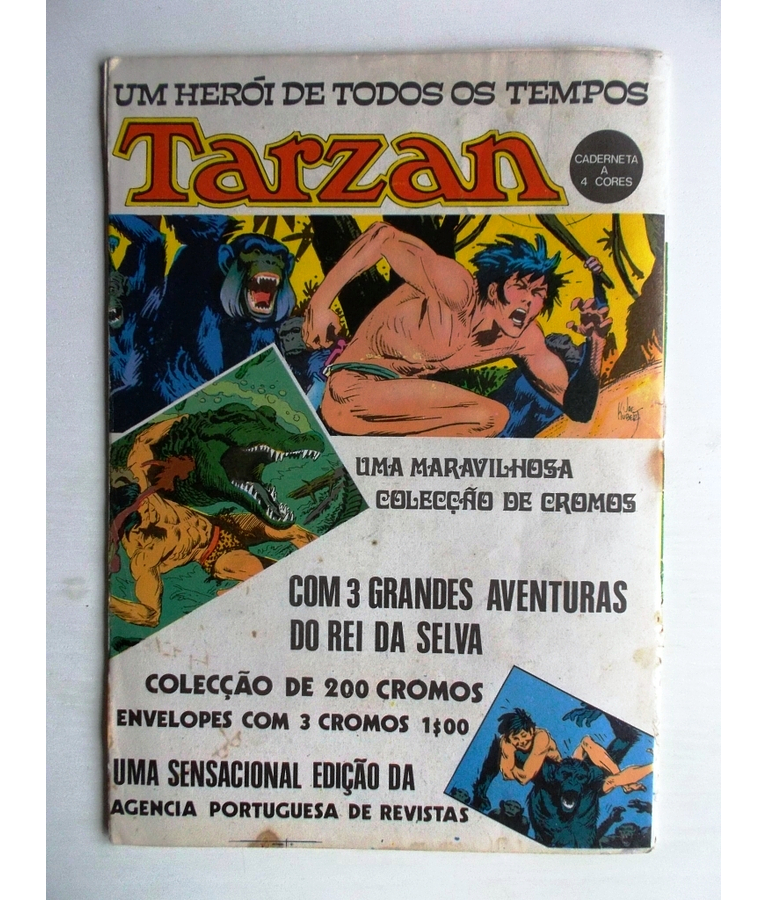 UM HERÓI DE TODOS OS TEMPOS
Tarzan
CADERNETA
A
4 CORES
JOE
KUBERT
UMA MARAVILHOSA
COLECÇÃO DE CROMOS
COM 3 GRANDES AVENTURAS
DO REI DA SELVA
COLECÇÃO DE 200 CROMOS
ENVELOPES COM 3 CROMOS 1$00
UMA SENSACIONAL EDIÇÃO DA
AGENCIA PORTUGUESA DE REVISTAS